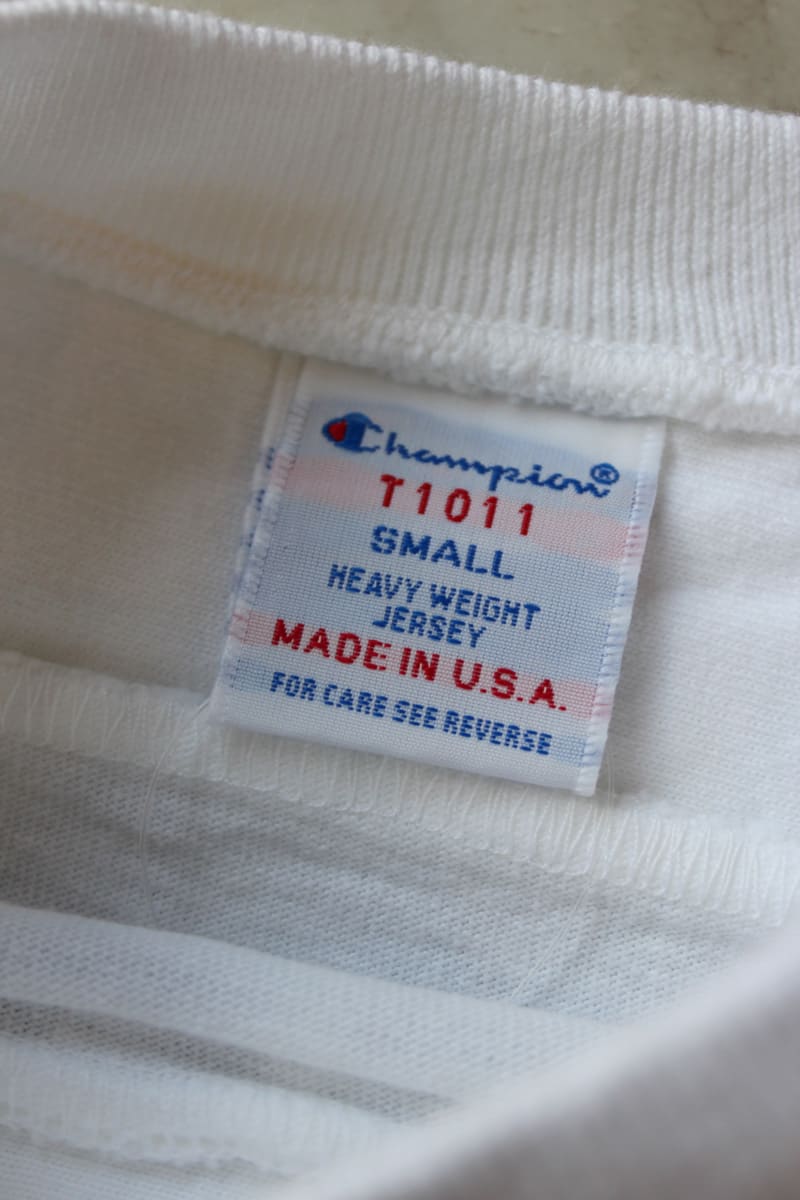 Champion®
T1011
SMALL
HEAVY WEIGHT
JERSEY
MADE IN U.S.A.
FOR CARE SEE REVERSE